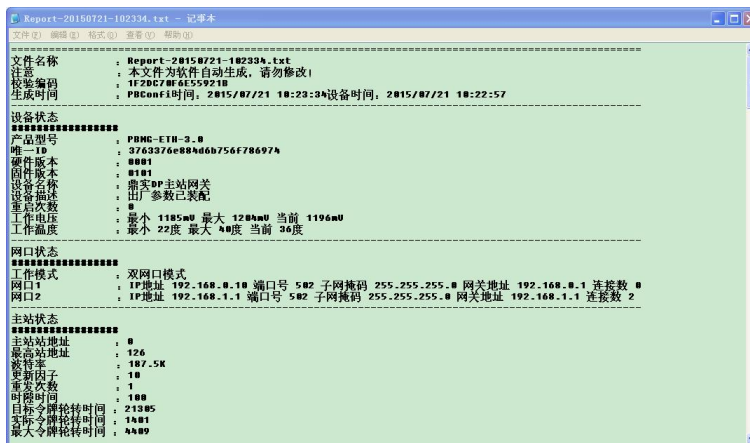 Report-20150721-102334.txt - 记事本
文件(F) 编辑(E) 格式(O) 查看(V) 帮助(H)
================================================================================
文件名称 : Report-20150721-102334.txt
注意 : 本文件为软件自动生成，请勿修改!
校验编码 : 1F2DC70F6E55921B
生成时间 : PBConfi时间: 2015/07/21 10:23:34设备时间: 2015/07/21 10:22:57
--------------------------------------------------------------------------------
设备状态
##################
产品型号 : PBMG-ETH-3.0
唯一ID : 3763376e884d6b756f786974
硬件版本 : 0001
固件版本 : 0101
设备名称 : 鼎实DP主站网关
设备描述 : 出厂参数已装配
重启次数 : 0
工作电压 : 最小 1185mV 最大 1204mV 当前 1196mV
工作温度 : 最小 22度 最大 40度 当前 36度
--------------------------------------------------------------------------------
网口状态
##################
工作模式 : 双网口模式
网口1 : IP地址 192.168.0.10 端口号 502 子网掩码 255.255.255.0 网关地址 192.168.0.1 连接数 0
网口2 : IP地址 192.168.1.1 端口号 502 子网掩码 255.255.255.0 网关地址 192.168.1.1 连接数 2
--------------------------------------------------------------------------------
主站状态
##################
主站站地址 : 0
最高站地址 : 126
波特率 : 187.5K
更新因子 : 10
重发次数 : 1
时隙时间 : 100
目标令牌轮转时间 : 21305
实际令牌轮转时间 : 1401
最大令牌轮转时间 : 4409